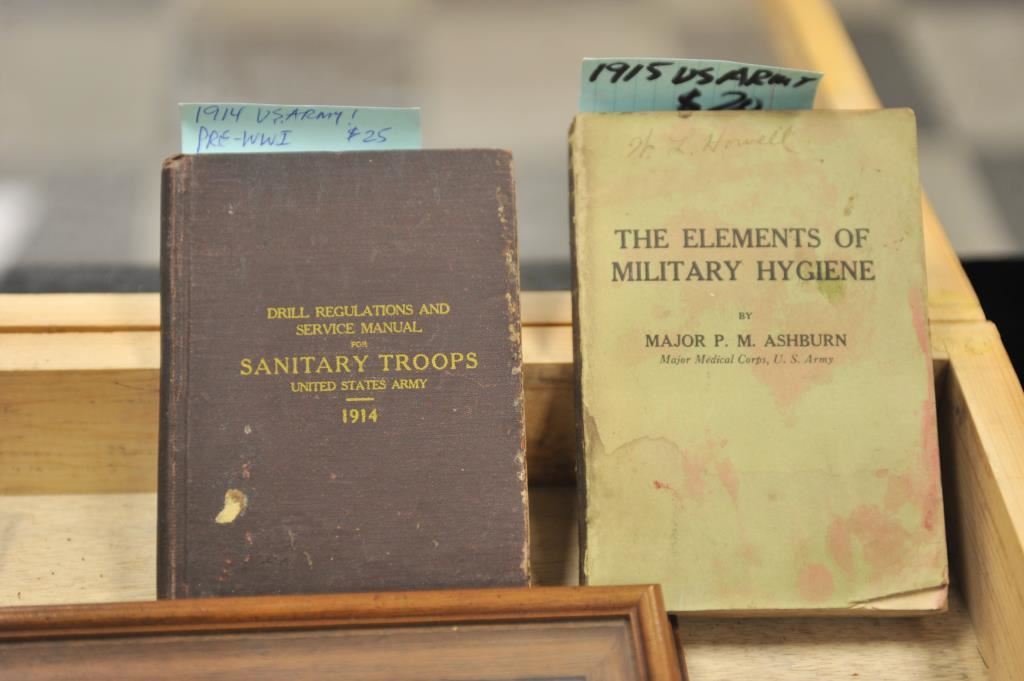 1914 U.S. ARMY!
PRE-WWI $25
DRILL REGULATIONS AND
SERVICE MANUAL
FOR
SANITARY TROOPS
UNITED STATES ARMY
1914
1915 US ARMY
$20
W. L. Howell
THE ELEMENTS OF
MILITARY HYGIENE
BY
MAJOR P. M. ASHBURN
Major Medical Corps, U. S. Army